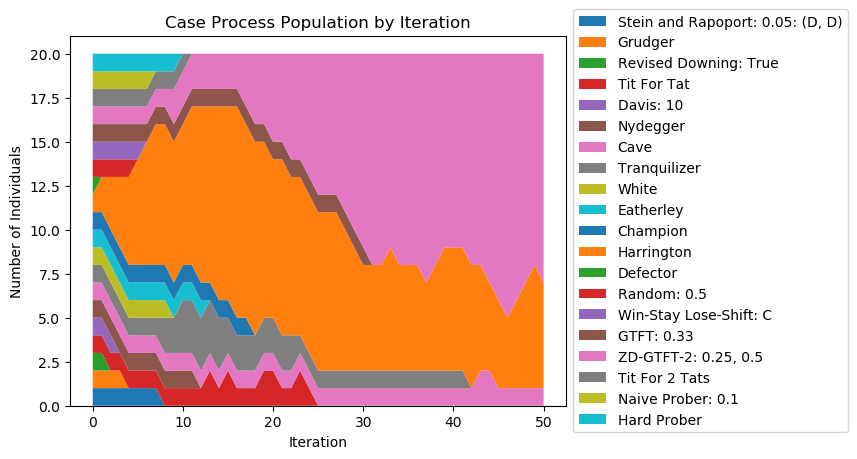 Case Process Population by Iteration
Number of Individuals
20.0
17.5
15.0
12.5
10.0
7.5
5.0
2.5
0.0
0
10
20
30
40
50
Iteration
Stein and Rapoport: 0.05: (D, D)
Grudger
Revised Downing: True
Tit For Tat
Davis: 10
Nydegger
Cave
Tranquilizer
White
Eatherley
Champion
Harrington
Defector
Random: 0.5
Win-Stay Lose-Shift: C
GTFT: 0.33
ZD-GTFT-2: 0.25, 0.5
Tit For 2 Tats
Naive Prober: 0.1
Hard Prober